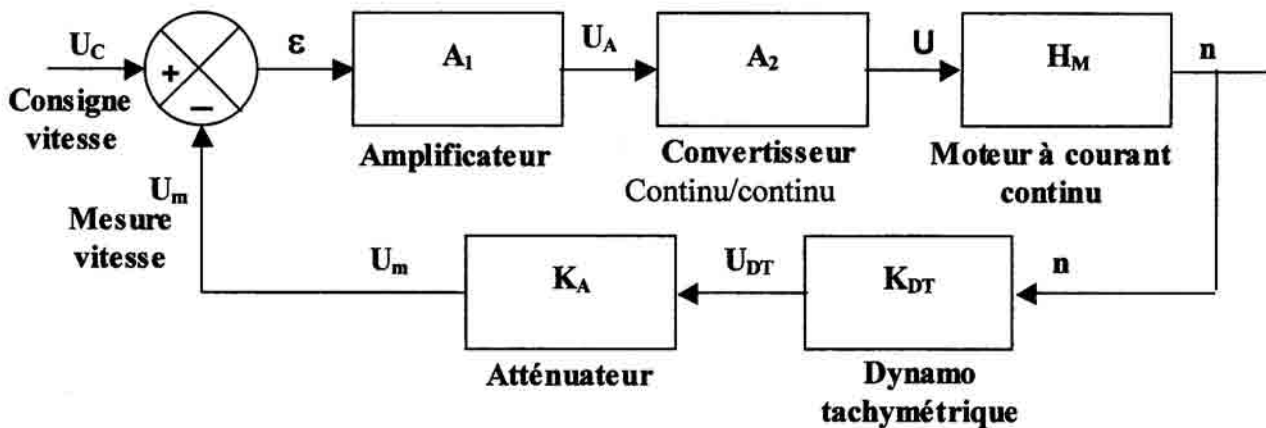 U_C
ε
A₁
U_A
A₂
U
H_M
n
+
−
Consigne
vitesse
Amplificateur
Convertisseur
Continu/continu
Moteur à courant
continu
U_m
Mesure
vitesse
U_m
K_A
U_DT
K_DT
n
Atténuateur
Dynamo
tachymétrique